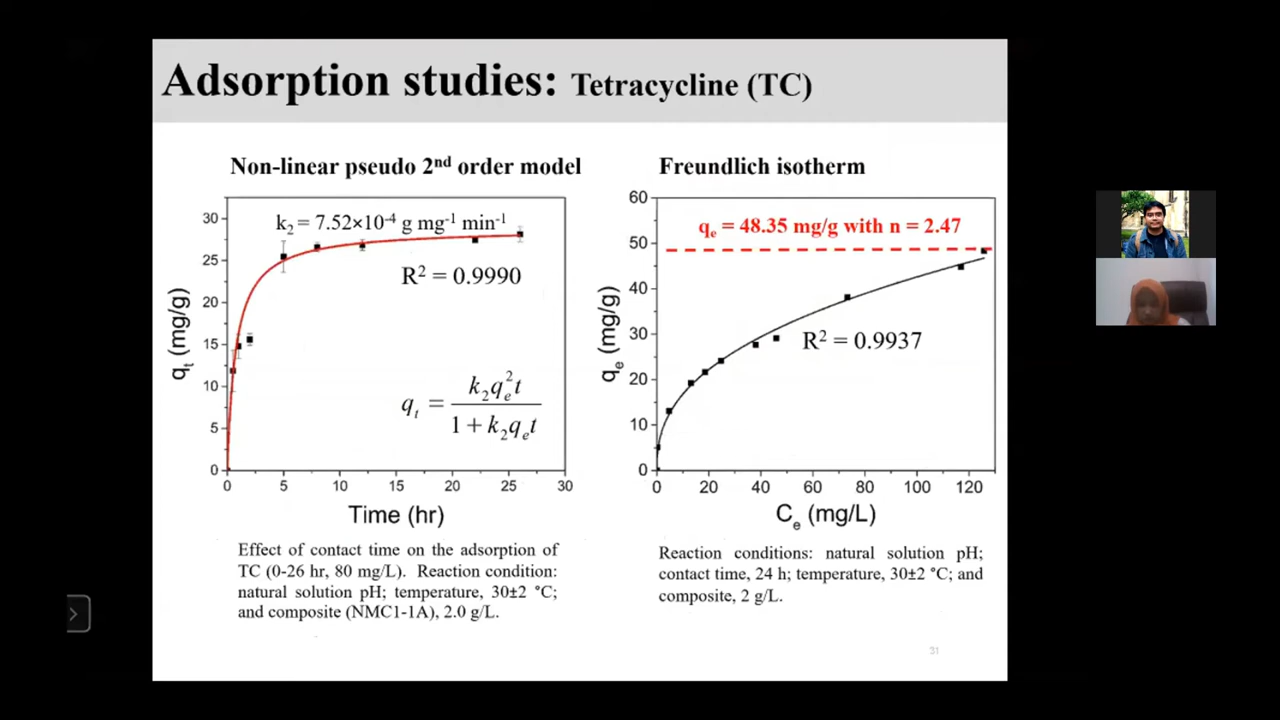 Adsorption studies: Tetracycline (TC)
Non-linear pseudo 2nd order model
k2 = 7.52×10-4 g mg-1 min-1
R2 = 0.9990
qt = k2qe2t / 1 + k2qet
qt (mg/g)
30
25
20
15
10
5
0
0 5 10 15 20 25 30
Time (hr)
Effect of contact time on the adsorption of
TC (0-26 hr, 80 mg/L). Reaction condition:
natural solution pH; temperature, 30±2 °C;
and composite (NMC1-1A), 2.0 g/L.
Freundlich isotherm
qe = 48.35 mg/g with n = 2.47
R2 = 0.9937
qe (mg/g)
60
50
40
30
20
10
0
0 20 40 60 80 100 120
Ce (mg/L)
Reaction conditions: natural solution pH;
contact time, 24 h; temperature, 30±2 °C; and
composite, 2 g/L.
31